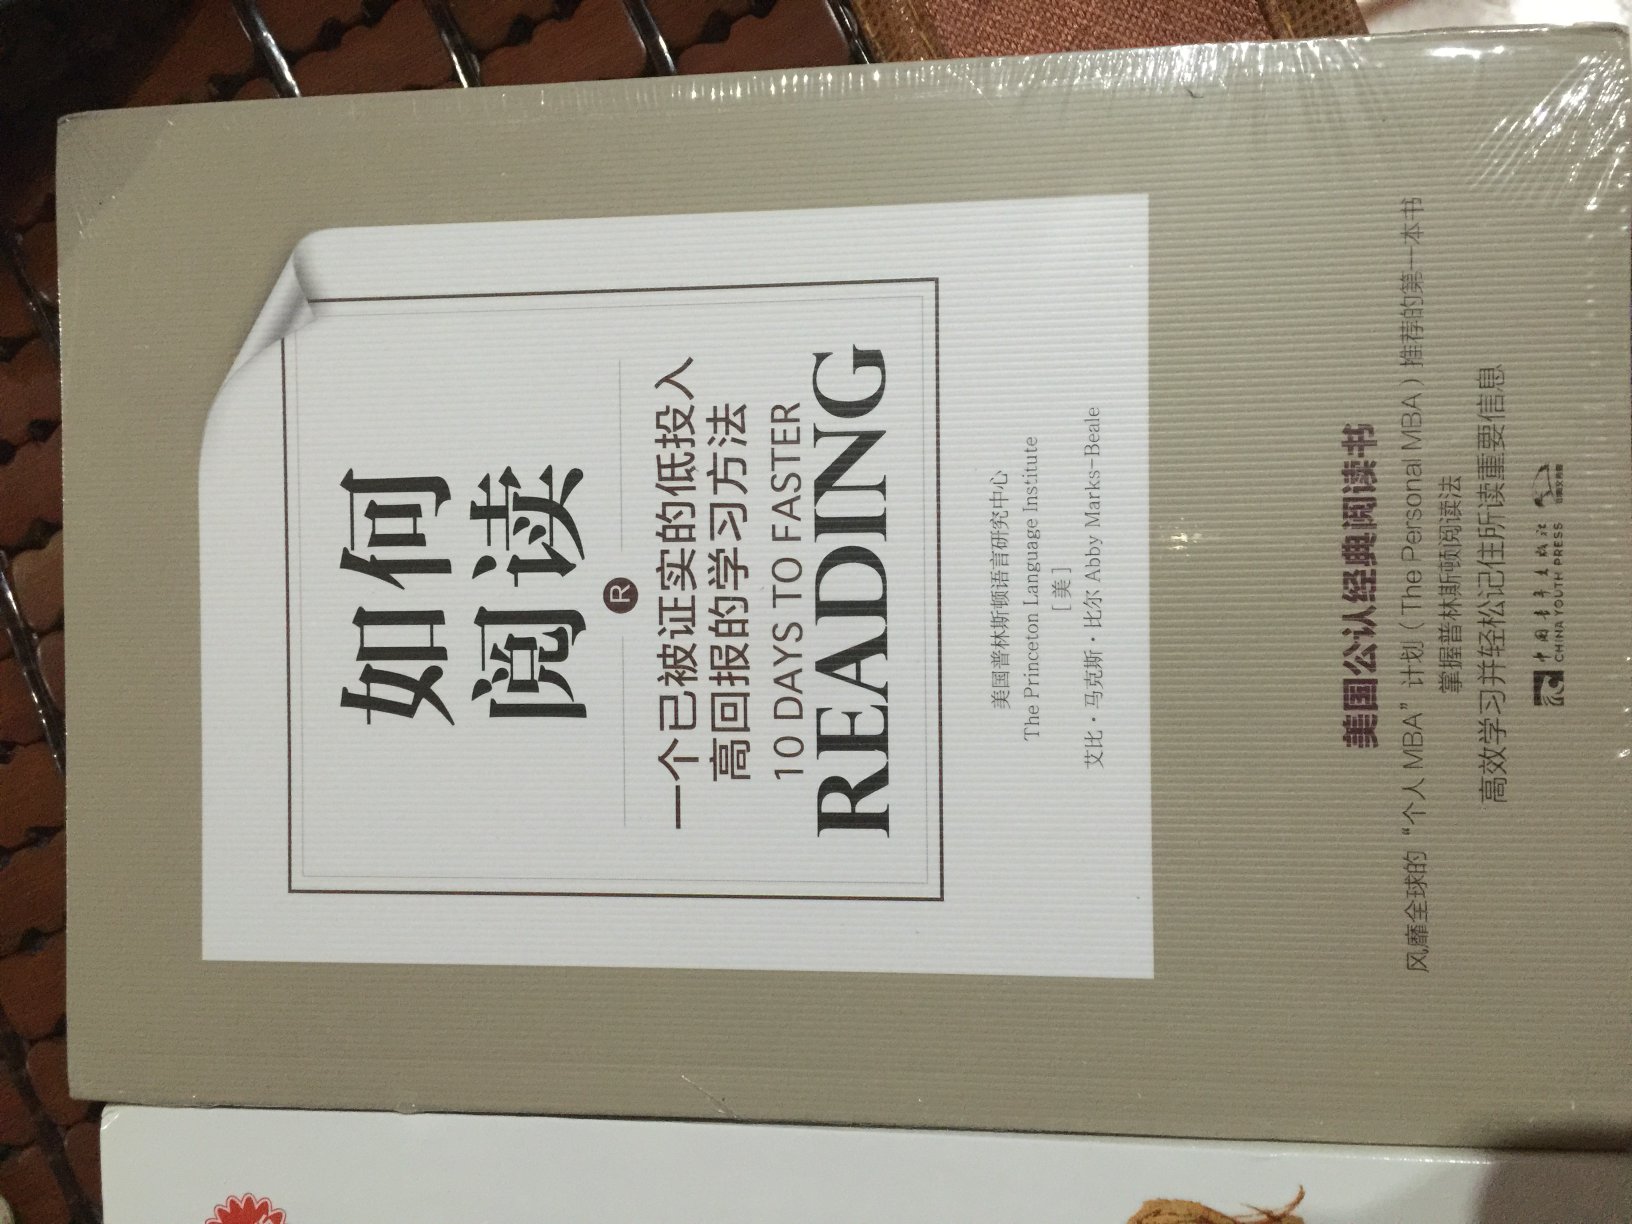 如何
阅读
R
一个已被证实的低投入
高回报的学习方法
10 DAYS TO FASTER
READING
美国普林斯顿语言研究中心
The Princeton Language Institute
[美]
艾比·马克斯·比尔 Abby Marks-Beale
美国公认经典阅读书
风靡全球的“个人MBA”计划（The Personal MBA）推荐的第一本书
掌握普林斯顿阅读法
高效学习并轻松记住所读重要信息
中国青年出版社
CHINA YOUTH PRESS